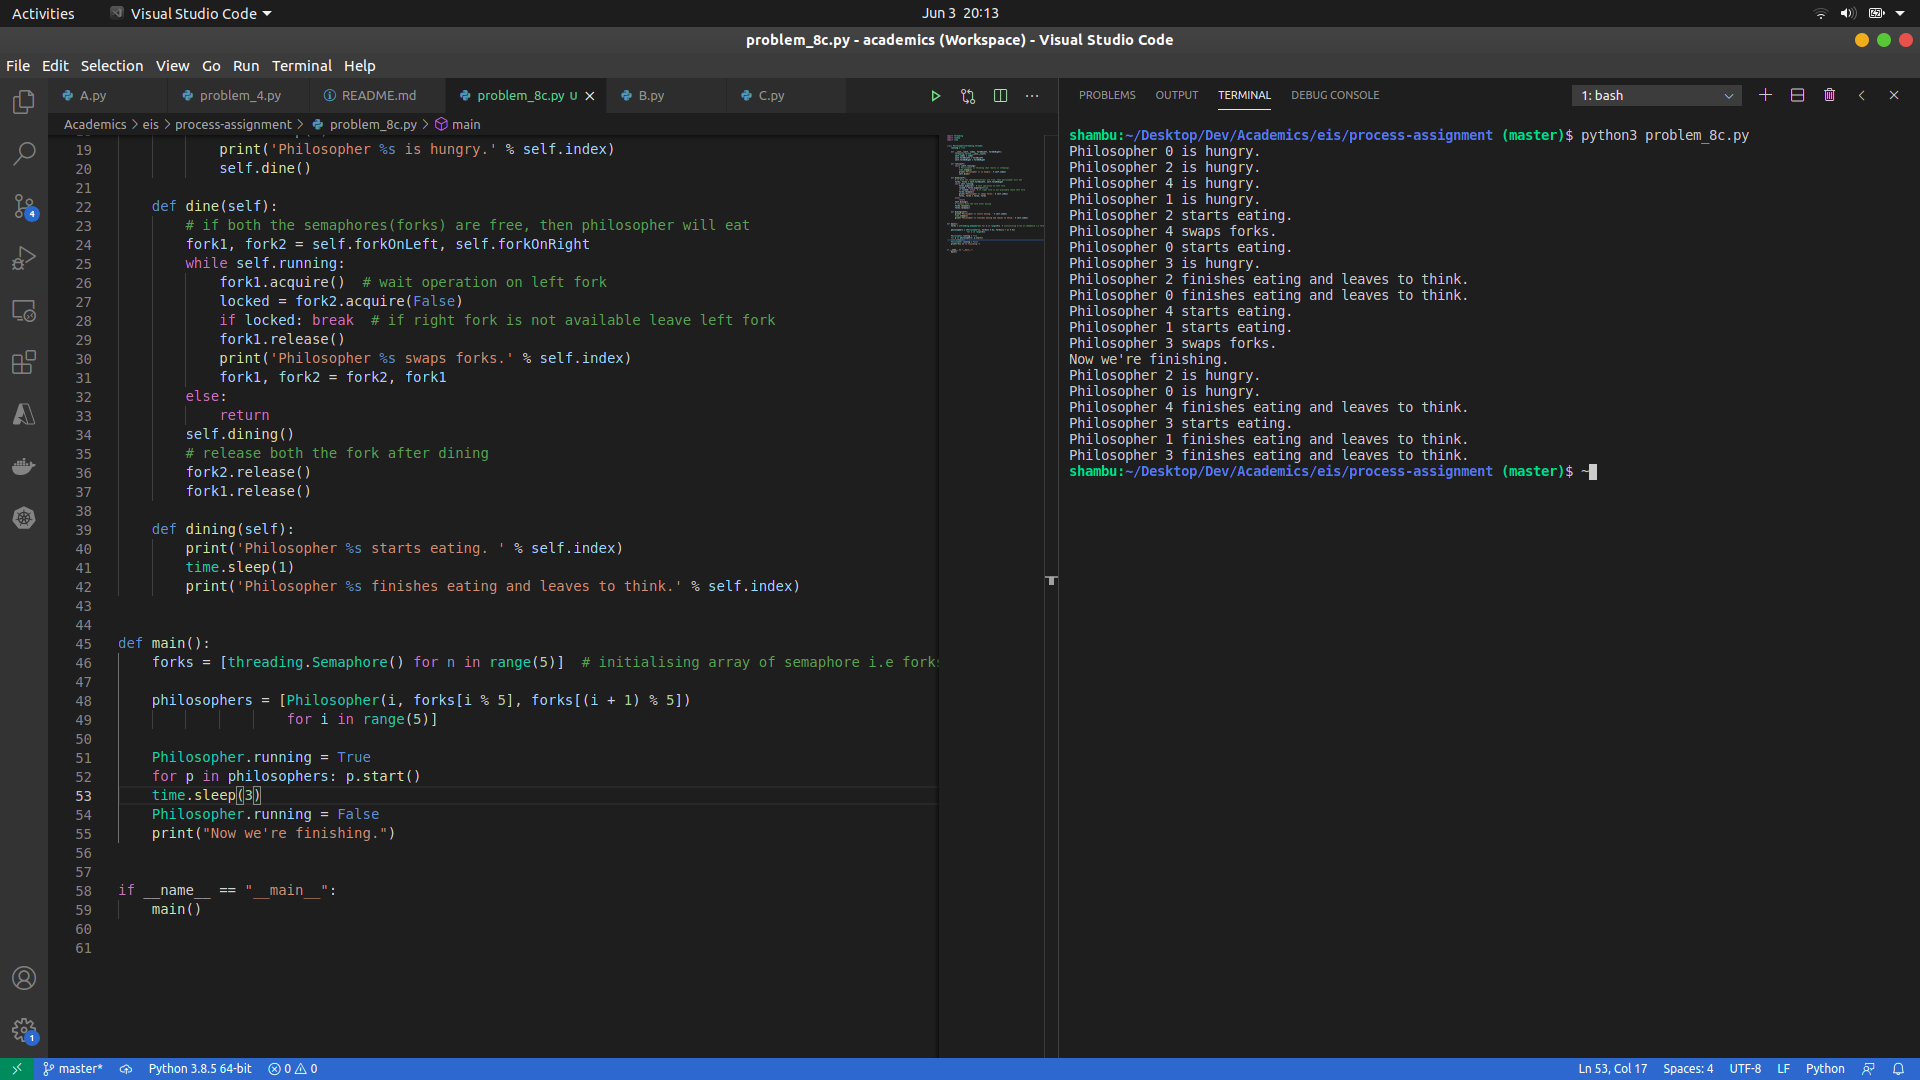 Activities
Visual Studio Code
Jun 3 20:13
problem_8c.py - academics (Workspace) - Visual Studio Code
File Edit Selection View Go Run Terminal Help
A.py problem_4.py README.md problem_8c.py U B.py C.py
Academics > eis > process-assignment > problem_8c.py > main
19 print('Philosopher %s is hungry.' % self.index)
20 self.dine()
21
22 def dine(self):
23 # if both the semaphores(forks) are free, then philosopher will eat
24 fork1, fork2 = self.forkOnLeft, self.forkOnRight
25 while self.running:
26 fork1.acquire()  # wait operation on left fork
27 locked = fork2.acquire(False)
28 if locked: break  # if right fork is not available leave left fork
29 fork1.release()
30 print('Philosopher %s swaps forks.' % self.index)
31 fork1, fork2 = fork2, fork1
32 else:
33 return
34 self.dining()
35 # release both the fork after dining
36 fork2.release()
37 fork1.release()
38
39 def dining(self):
40 print('Philosopher %s starts eating. ' % self.index)
41 time.sleep(1)
42 print('Philosopher %s finishes eating and leaves to think.' % self.index)
43
44
45 def main():
46 forks = [threading.Semaphore() for n in range(5)]  # initialising array of semaphore i.e forks
47
48 philosophers = [Philosopher(i, forks[i % 5], forks[(i + 1) % 5])
49 for i in range(5)]
50
51 Philosopher.running = True
52 for p in philosophers: p.start()
53 time.sleep(3)
54 Philosopher.running = False
55 print("Now we're finishing.")
56
57
58 if __name__ == "__main__":
59 main()
60
61
PROBLEMS OUTPUT TERMINAL DEBUG CONSOLE
1: bash
shambu:~/Desktop/Dev/Academics/eis/process-assignment (master)$ python3 problem_8c.py
Philosopher 0 is hungry.
Philosopher 2 is hungry.
Philosopher 4 is hungry.
Philosopher 1 is hungry.
Philosopher 2 starts eating.
Philosopher 4 swaps forks.
Philosopher 0 starts eating.
Philosopher 3 is hungry.
Philosopher 2 finishes eating and leaves to think.
Philosopher 0 finishes eating and leaves to think.
Philosopher 4 starts eating.
Philosopher 1 starts eating.
Philosopher 3 swaps forks.
Now we're finishing.
Philosopher 2 is hungry.
Philosopher 0 is hungry.
Philosopher 4 finishes eating and leaves to think.
Philosopher 3 starts eating.
Philosopher 1 finishes eating and leaves to think.
Philosopher 3 finishes eating and leaves to think.
shambu:~/Desktop/Dev/Academics/eis/process-assignment (master)$ ~
4
1
master* Python 3.8.5 64-bit 0 0
Ln 53, Col 17 Spaces: 4 UTF-8 LF Python